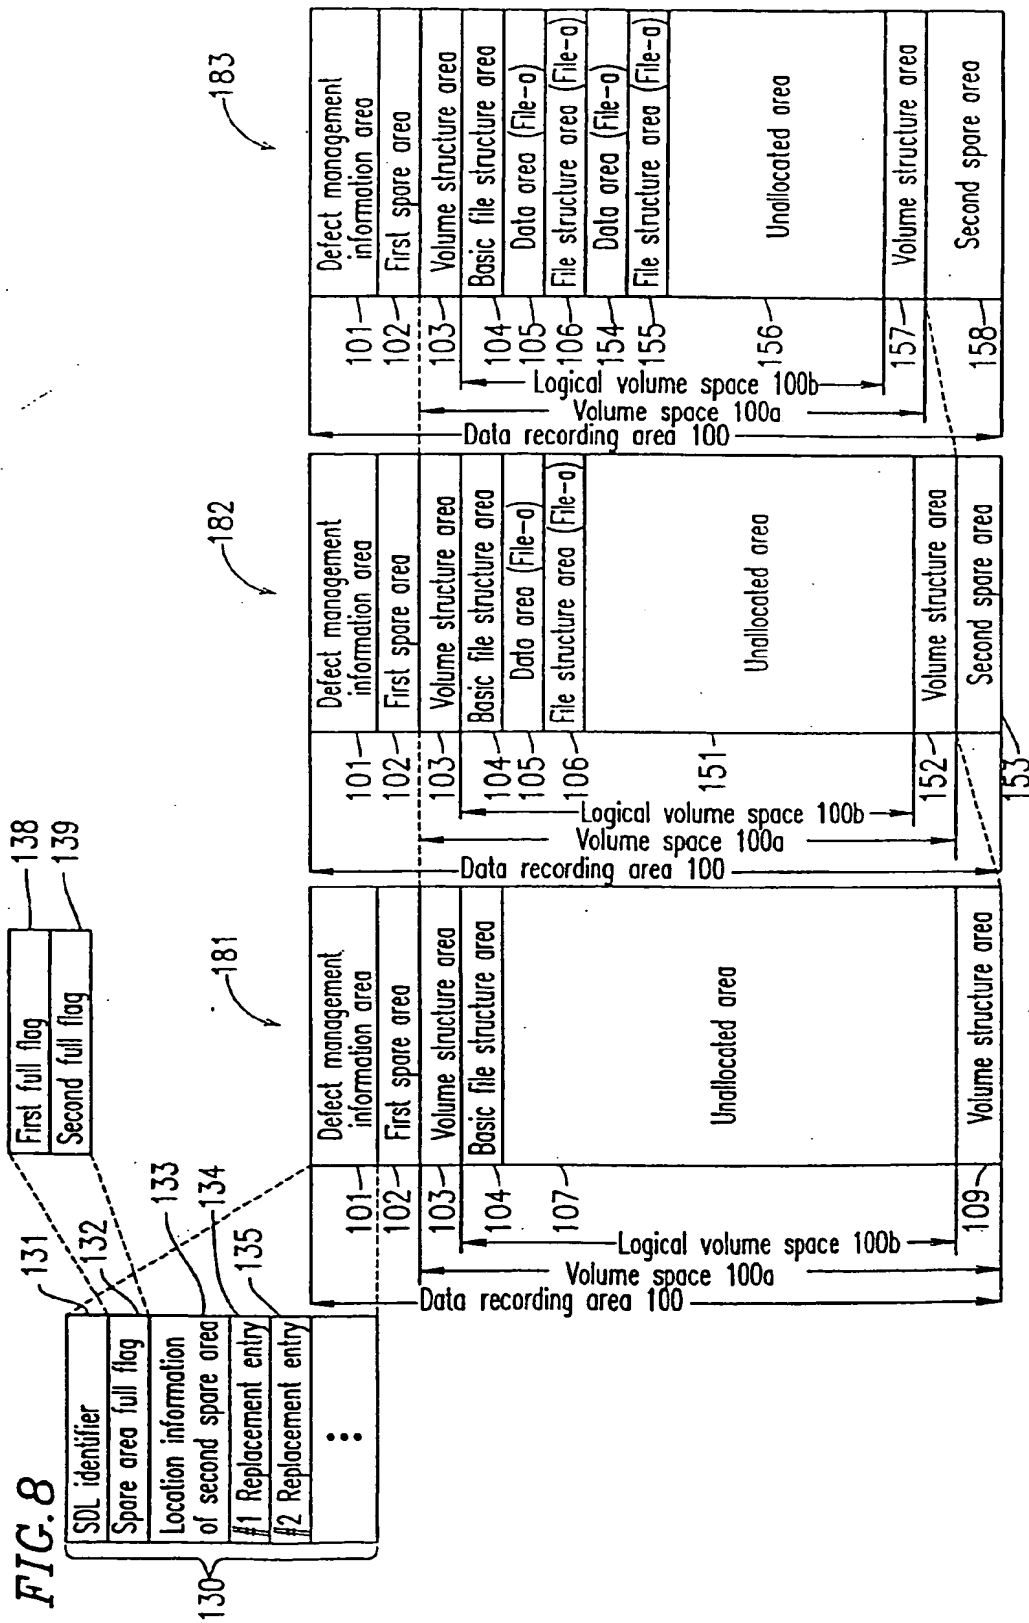 FIG.8
130
SDL identifier
Spare area full flag
Location information
of second spare area
#1 Replacement entry
#2 Replacement entry
131
132
133
134
135
First full flag
Second full flag
138
139
181
Defect management
information area
First spare area
Volume structure area
Basic file structure area
Unallocated area
Volume structure area
101
102
103
104
107
109
Logical volume space 100b
Volume space 100a
Data recording area 100
182
Defect management
information area
First spare area
Volume structure area
Basic file structure area
Data area (File-a)
File structure area (File-a)
Unallocated area
Volume structure area
Second spare area
101
102
103
104
105
106
151
152
153
Logical volume space 100b
Volume space 100a
Data recording area 100
183
Defect management
information area
First spare area
Volume structure area
Basic file structure area
Data area (File-a)
File structure area (File-a)
Data area (File-a)
File structure area (File-a)
Unallocated area
Volume structure area
Second spare area
101
102
103
104
105
106
154
155
156
157
158
Logical volume space 100b
Volume space 100a
Data recording area 100